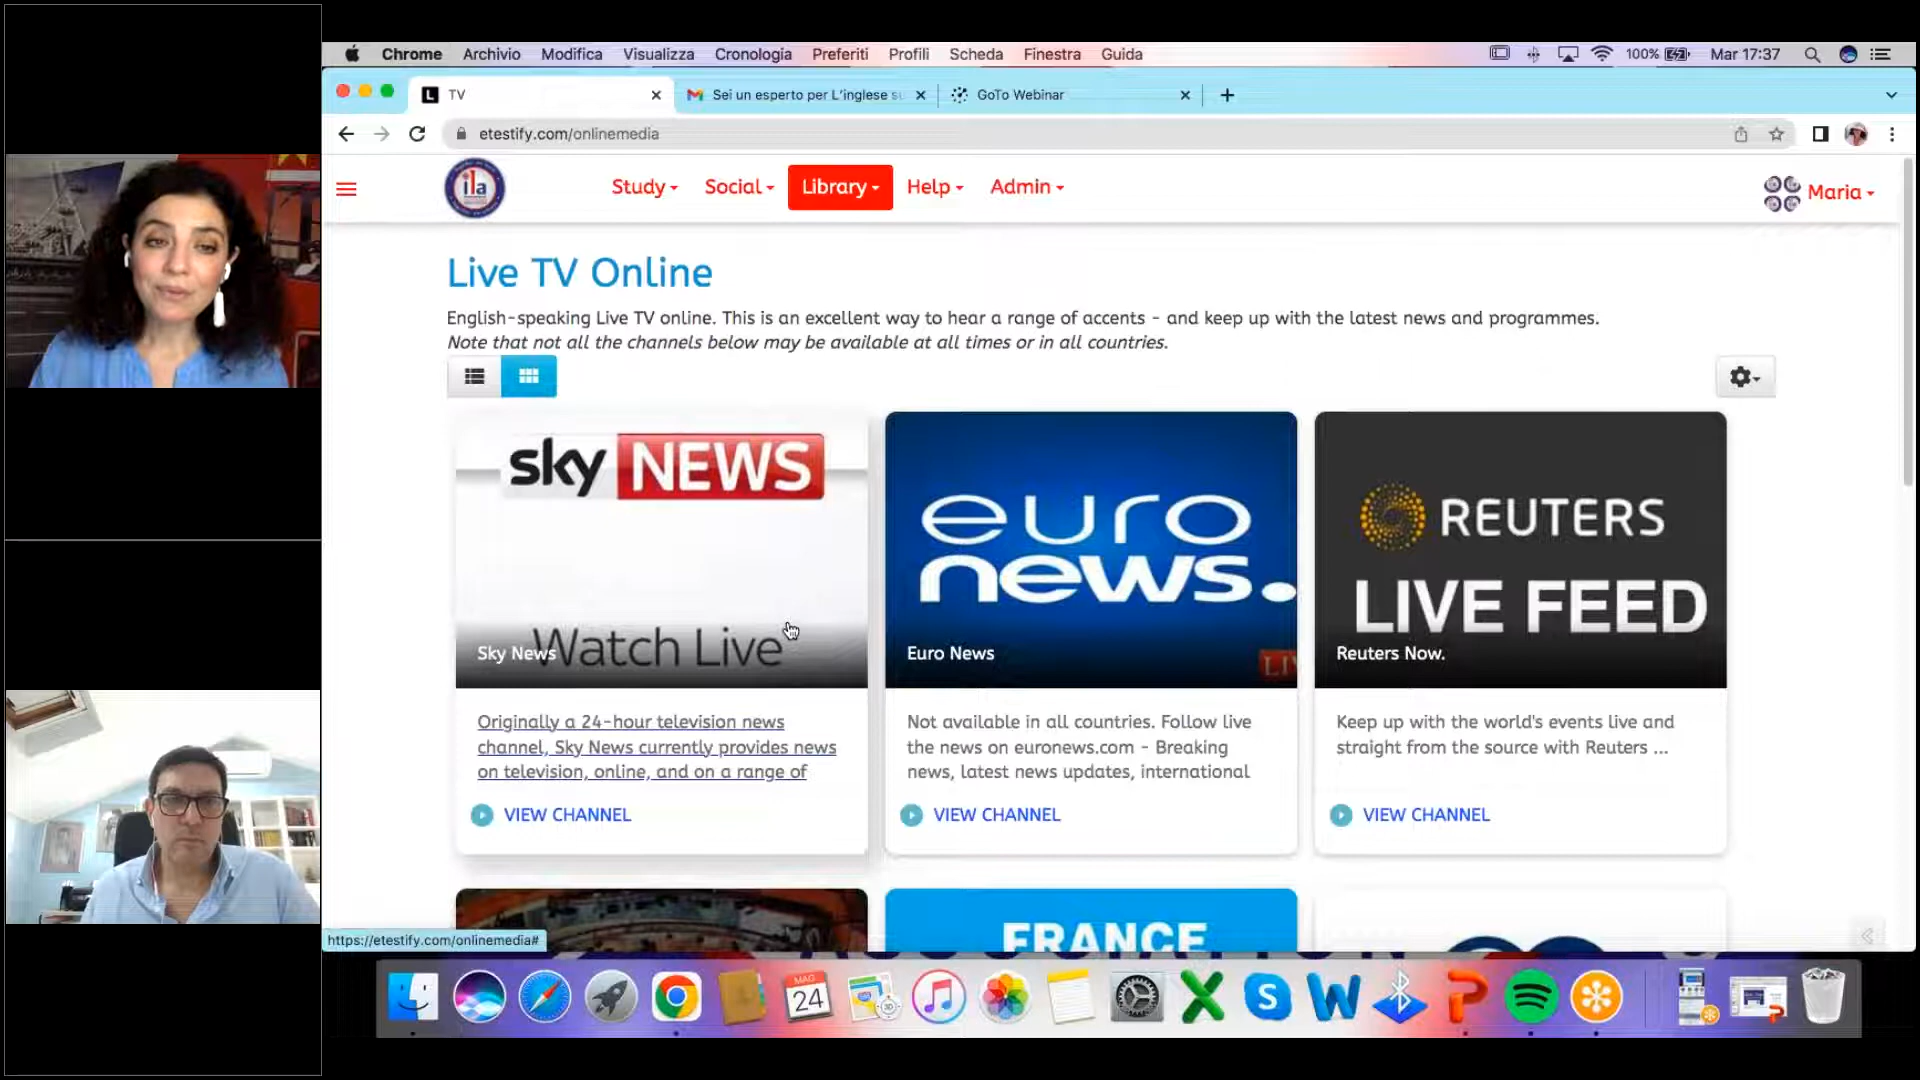 Chrome Archivio Modifica Visualizza Cronologia Preferiti Profili Scheda Finestra Guida 100% Mar 17:37
TV Sei un esperto per L'inglese su GoTo Webinar
etestify.com/onlinemedia
ila Study Social Library Help Admin Maria
Live TV Online
English-speaking Live TV online. This is an excellent way to hear a range of accents - and keep up with the latest news and programmes.
Note that not all the channels below may be available at all times or in all countries.
sky NEWS
Watch Live
Sky News
euro
news.
Euro News
REUTERS
LIVE FEED
Reuters Now.
Originally a 24-hour television news
channel, Sky News currently provides news
on television, online, and on a range of
VIEW CHANNEL
Not available in all countries. Follow live
the news on euronews.com - Breaking
news, latest news updates, international
VIEW CHANNEL
Keep up with the world's events live and
straight from the source with Reuters ...
VIEW CHANNEL
FRANCE
https://etestify.com/onlinemedia#
MAG
24